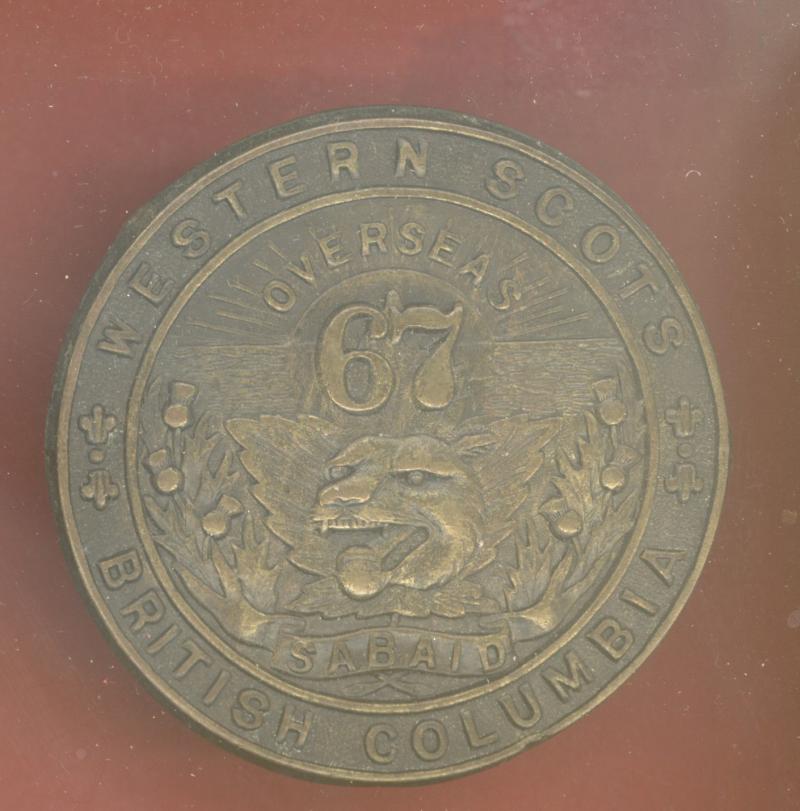 WESTERN SCOTS
OVERSEAS
67
SABAID
BRITISH COLUMBIA